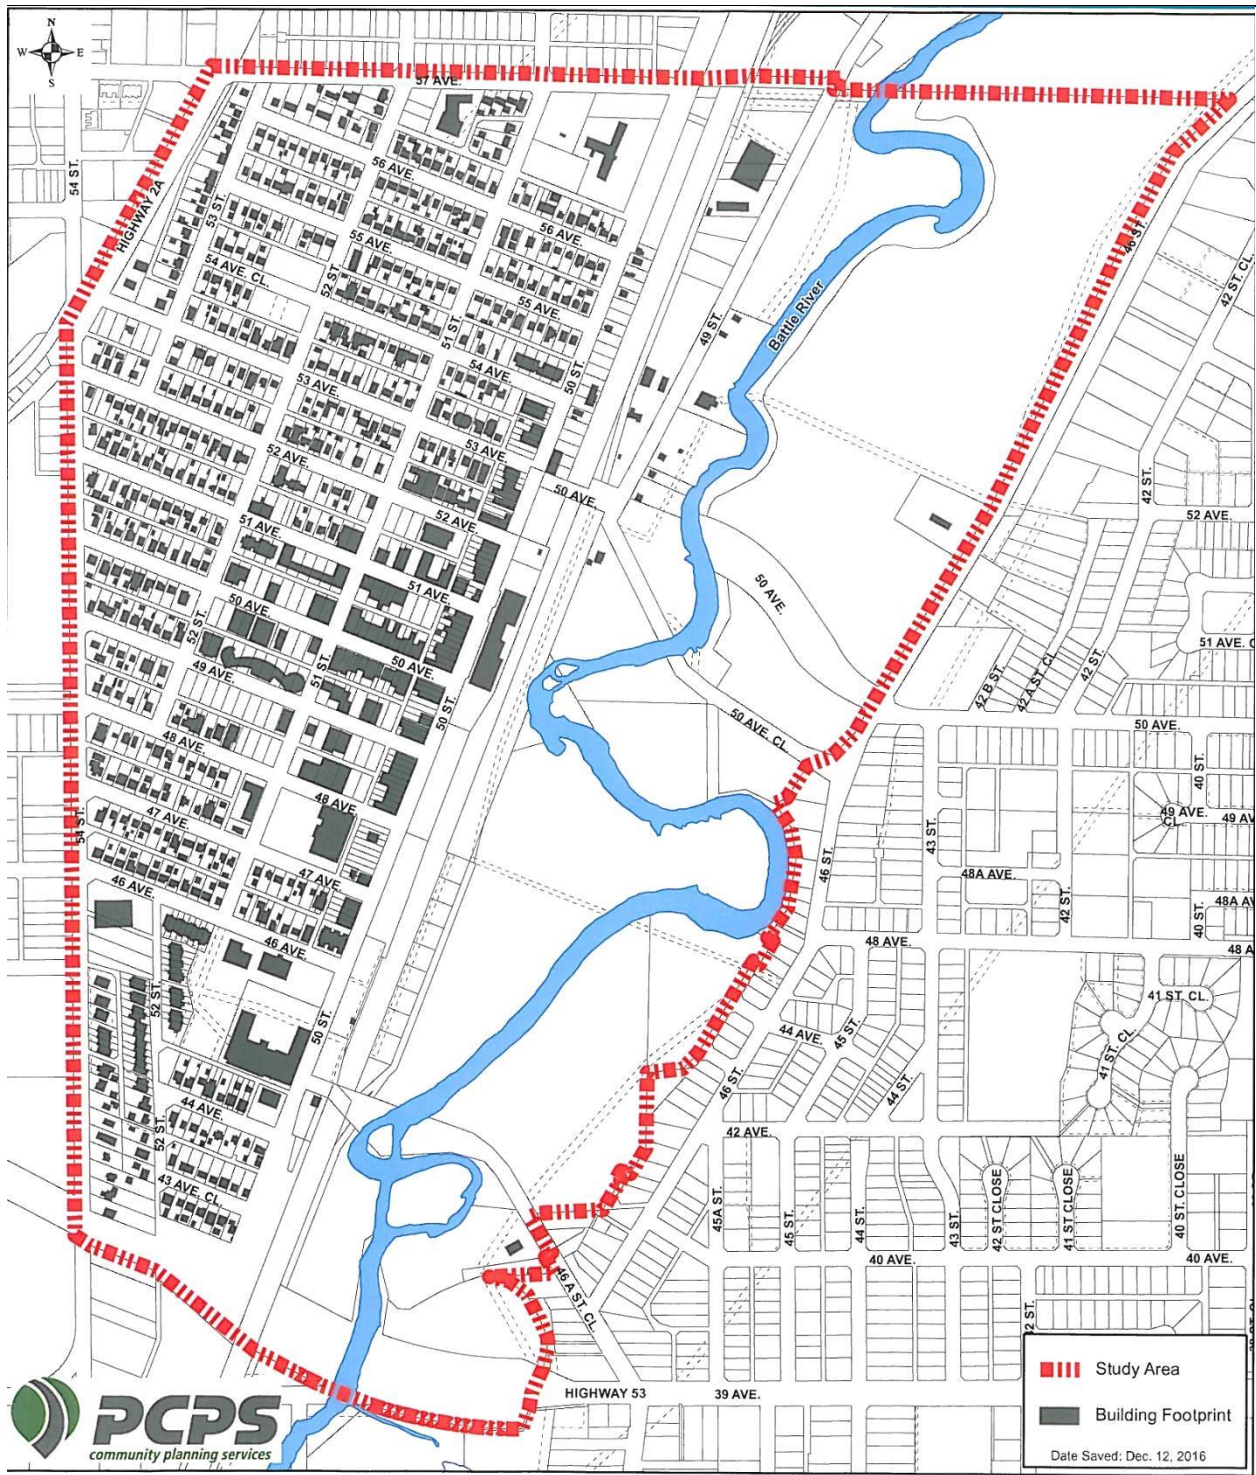 N
W E
S
57 AVE.
54 ST.
HIGHWAY 2A
53 ST.
56 AVE.
56 AVE.
55 AVE.
54 AVE. CL.
52 ST.
55 AVE.
51 ST.
54 AVE.
50 ST.
49 ST.
Battle River
46 ST.
42 ST. CL.
53 AVE.
53 AVE.
52 AVE.
50 AVE.
42 ST.
52 AVE.
52 AVE.
51 AVE.
51 AVE.
50 AVE.
50 AVE.
52 ST.
51 ST.
50 AVE.
49 AVE.
50 ST.
50 AVE. CL.
42 B ST.
42 A ST. CL.
42 ST.
51 AVE. C
50 AVE.
48 AVE.
48 AVE.
40 ST.
49 AVE.
CL.
49 AV
54 ST.
47 AVE.
43 ST.
46 ST.
47 AVE.
46 AVE.
48A AVE.
42 ST.
40 ST.
48A AV
46 AVE.
48 AVE.
48 A
52 ST.
50 ST.
41 ST. CL.
44 AVE.
45 ST.
41 ST. CL.
46 ST.
44 ST.
44 AVE.
52 ST.
42 AVE.
43 AVE. CL.
45A ST.
45 ST.
44 ST.
43 ST.
42 ST CLOSE
41 ST CLOSE
40 ST CLOSE
40 AVE.
40 AVE.
46 A ST. CL.
HIGHWAY 53
39 AVE.
PCPS
community planning services
Study Area
Building Footprint
Date Saved: Dec. 12, 2016